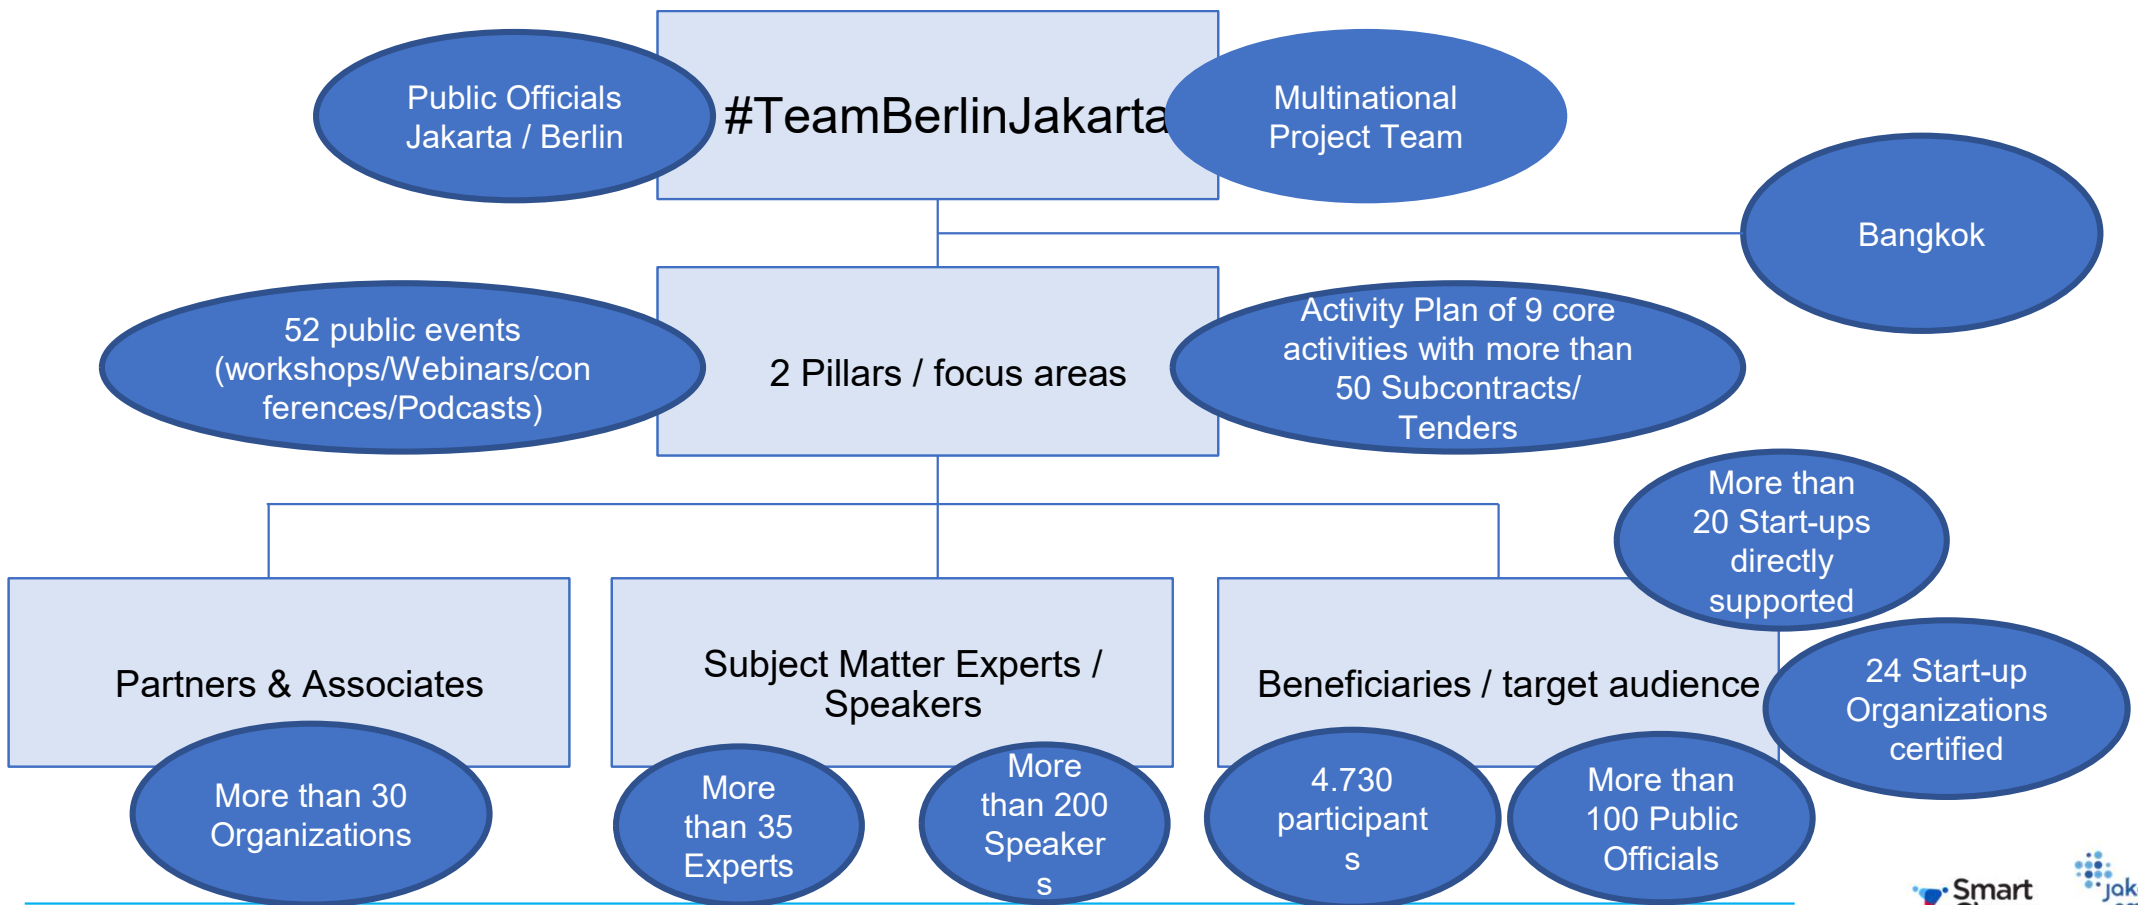 Public Officials
Jakarta / Berlin
#TeamBerlinJakarta
Multinational
Project Team
Bangkok
52 public events
(workshops/Webinars/con
ferences/Podcasts)
2 Pillars / focus areas
Activity Plan of 9 core
activities with more than
50 Subcontracts/
Tenders
More than
20 Start-ups
directly
supported
Partners & Associates
Subject Matter Experts /
Speakers
Beneficiaries / target audience
24 Start-up
Organizations
certified
More than 30
Organizations
More
than 35
Experts
More
than 200
Speaker
s
4.730
participant
s
More than
100 Public
Officials
Smart